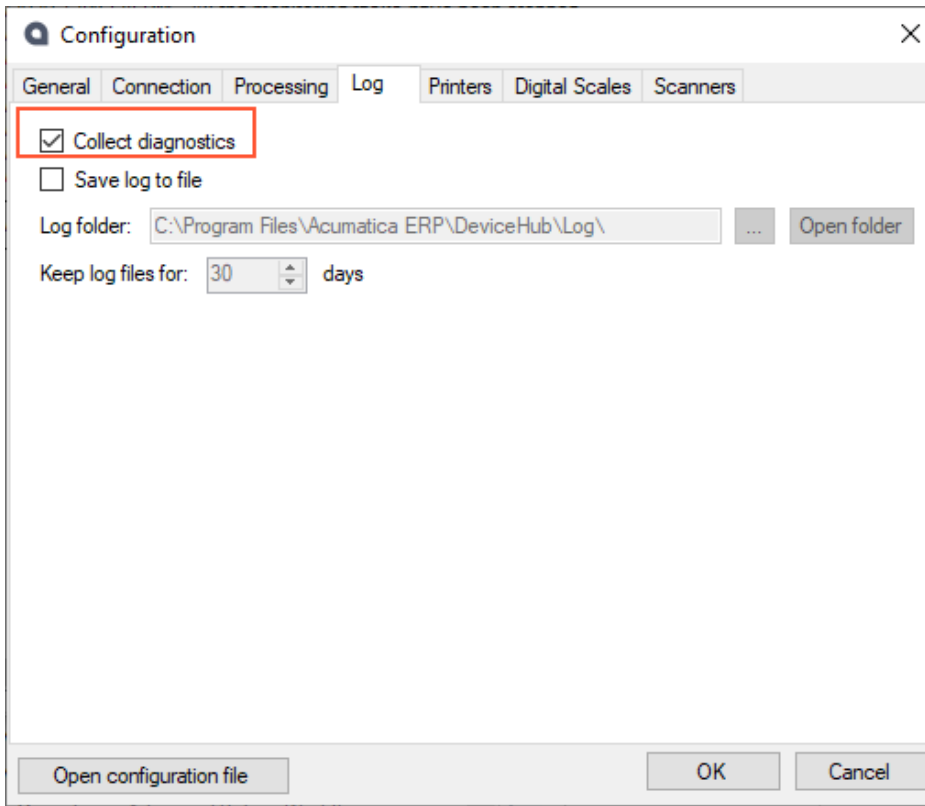 Configuration
General Connection Processing Log Printers Digital Scales Scanners
Collect diagnostics
Save log to file
Log folder: C:\Program Files\Acumatica ERP\DeviceHub\Log\ ... Open folder
Keep log files for: 30 days
Open configuration file OK Cancel